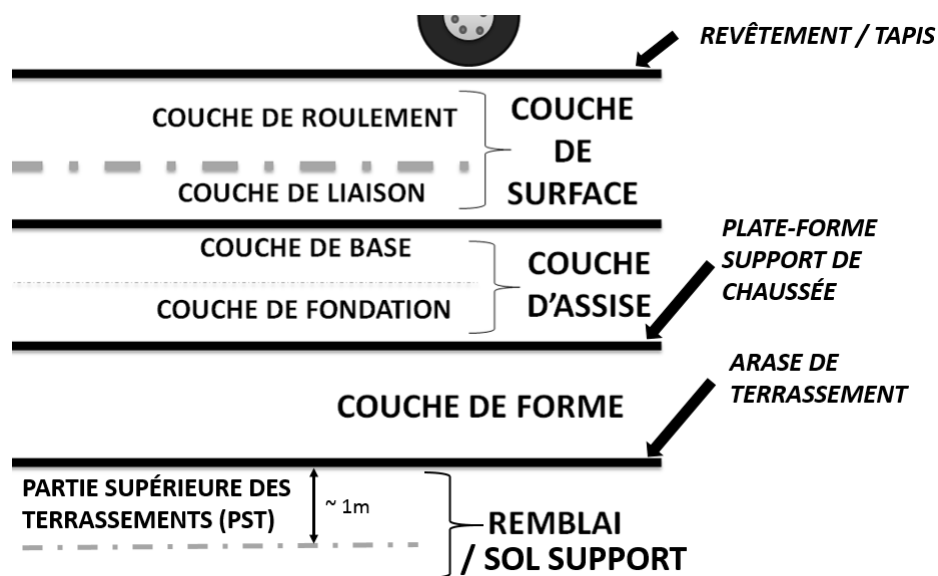 REVÊTEMENT / TAPIS
COUCHE DE ROULEMENT
COUCHE DE LIAISON
COUCHE
DE
SURFACE
COUCHE DE BASE
COUCHE DE FONDATION
COUCHE
D'ASSISE
PLATE-FORME
SUPPORT DE
CHAUSSÉE
COUCHE DE FORME
ARASE DE
TERRASSEMENT
PARTIE SUPÉRIEURE DES
TERRASSEMENTS (PST)
~ 1m
REMBLAI
/ SOL SUPPORT